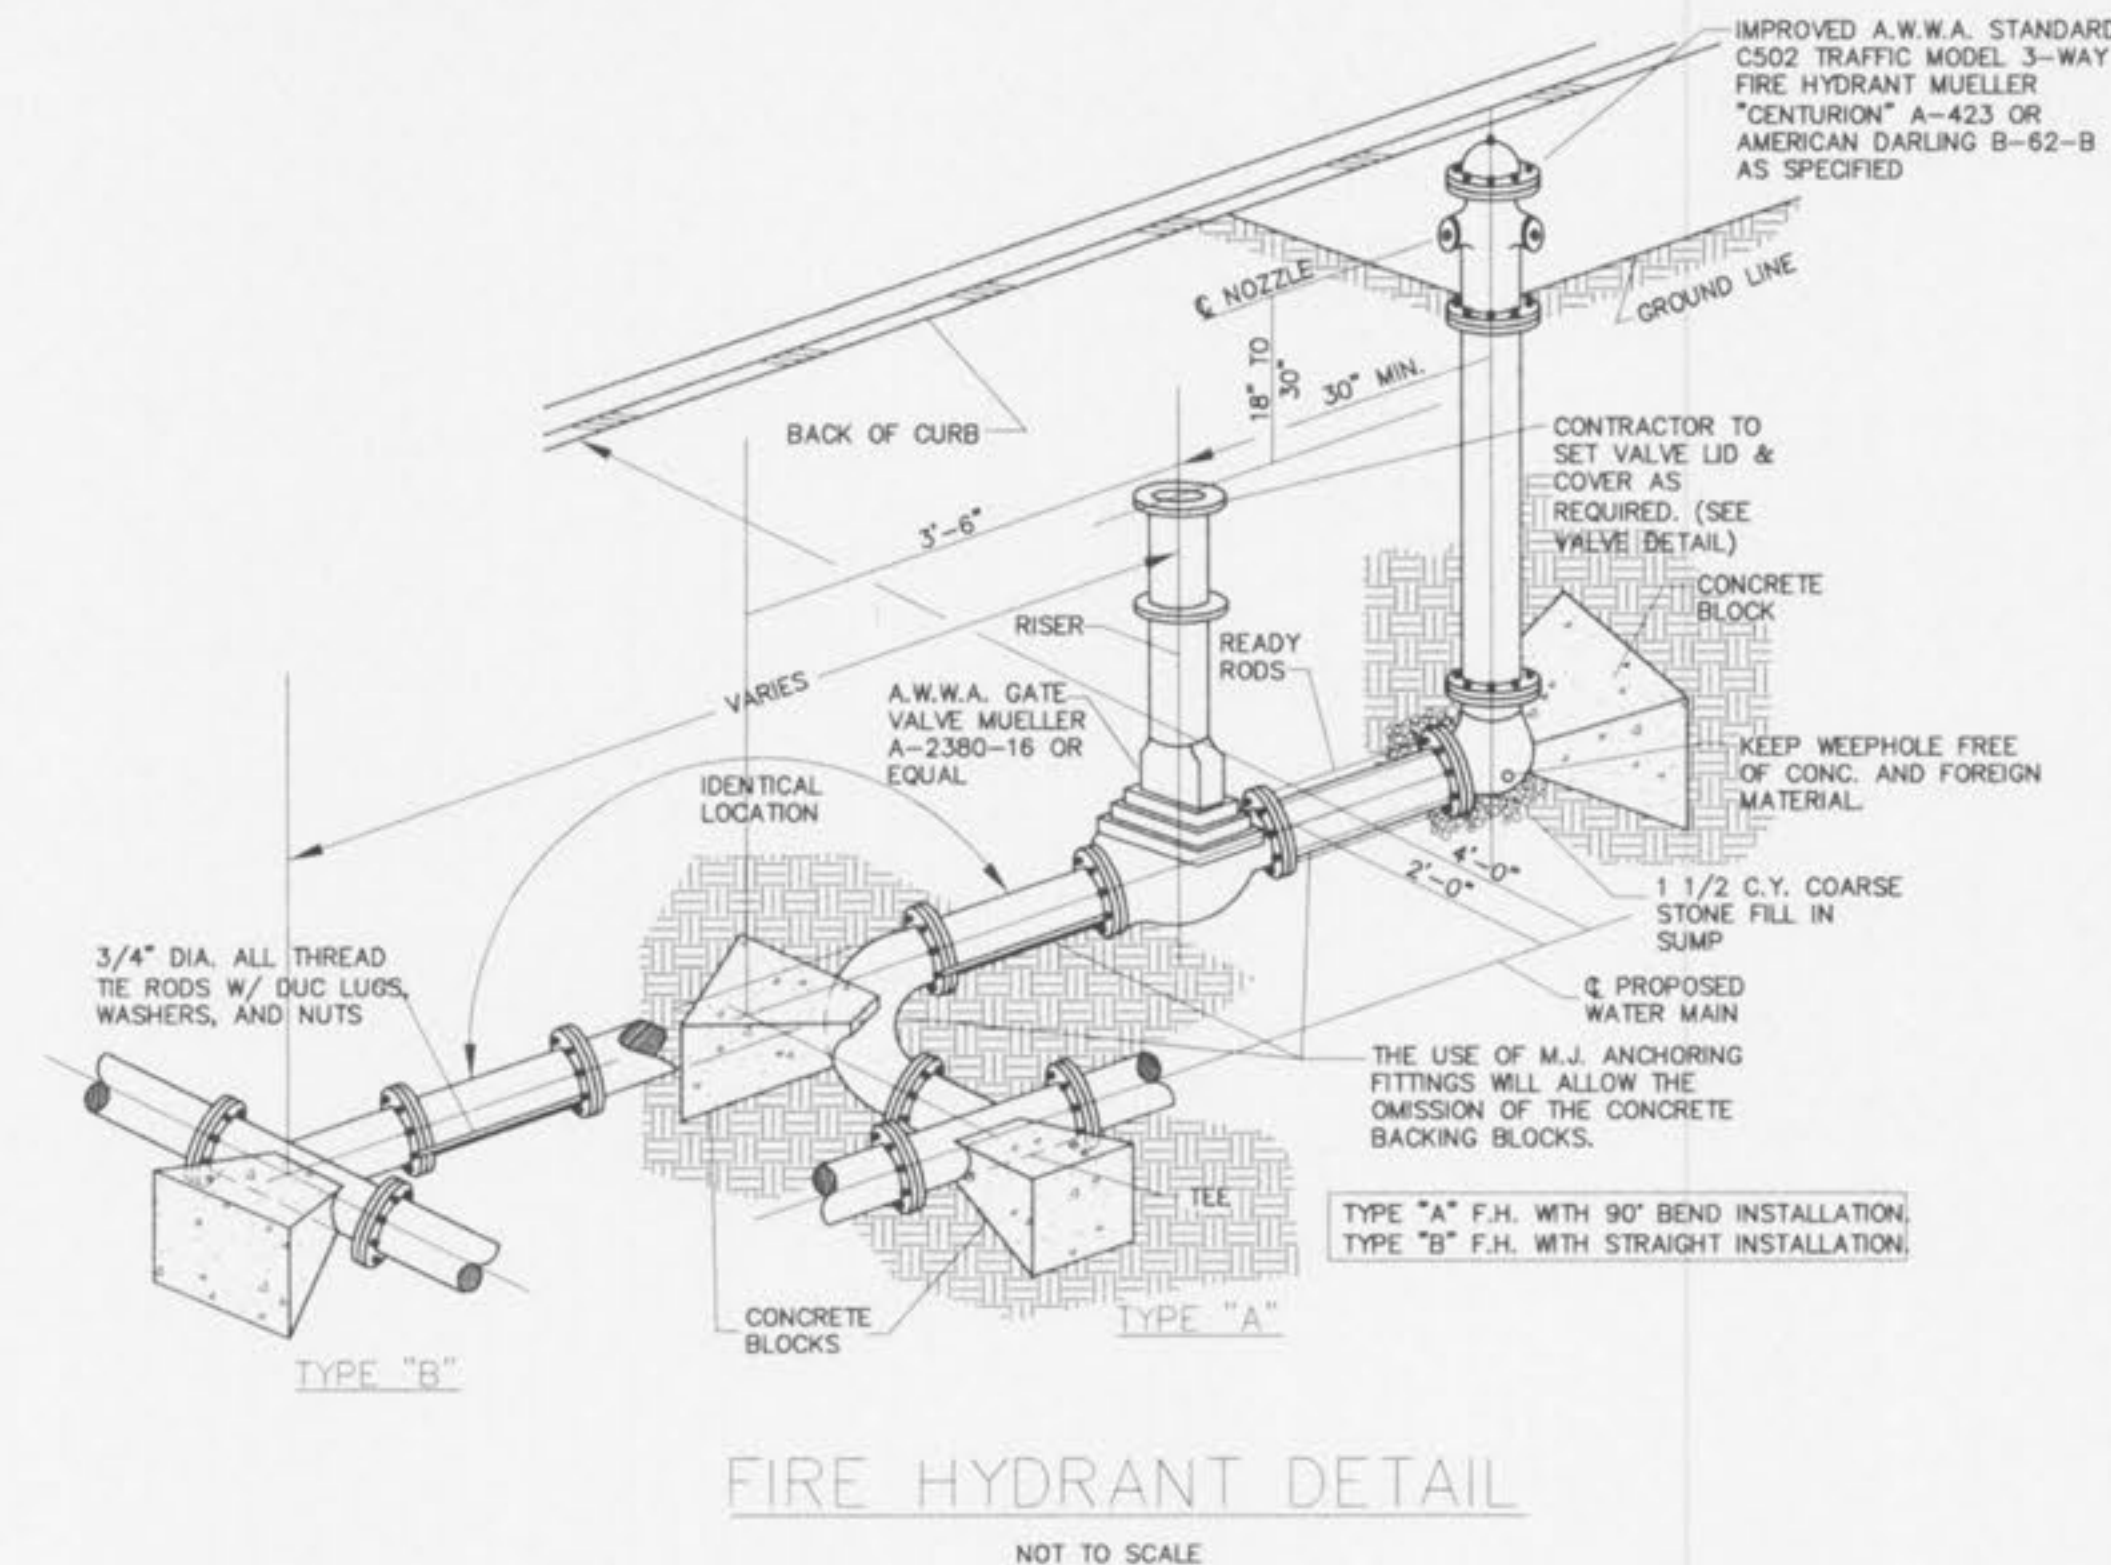 IMPROVED A.W.W.A. STANDARD
C502 TRAFFIC MODEL 3-WAY
FIRE HYDRANT MUELLER
"CENTURION" A-423 OR
AMERICAN DARLING B-62-B
AS SPECIFIED
℄ NOZZLE
GROUND LINE
18" TO
30"
30" MIN.
BACK OF CURB
CONTRACTOR TO
SET VALVE LID &
COVER AS
REQUIRED. (SEE
VALVE DETAIL)
3'-6"
CONCRETE
BLOCK
RISER
READY
RODS
VARIES
A.W.W.A. GATE
VALVE MUELLER
A-2380-16 OR
EQUAL
KEEP WEEPHOLE FREE
OF CONC. AND FOREIGN
MATERIAL.
IDENTICAL
LOCATION
4'-0"
2'-0"
1 1/2 C.Y. COARSE
STONE FILL IN
SUMP
3/4" DIA. ALL THREAD
TIE RODS W/ DUC LUGS,
WASHERS, AND NUTS
℄ PROPOSED
WATER MAIN
THE USE OF M.J. ANCHORING
FITTINGS WILL ALLOW THE
OMISSION OF THE CONCRETE
BACKING BLOCKS.
TEE
TYPE "A" F.H. WITH 90° BEND INSTALLATION.
TYPE "B" F.H. WITH STRAIGHT INSTALLATION.
CONCRETE
BLOCKS
TYPE "A"
TYPE "B"
FIRE HYDRANT DETAIL
NOT TO SCALE